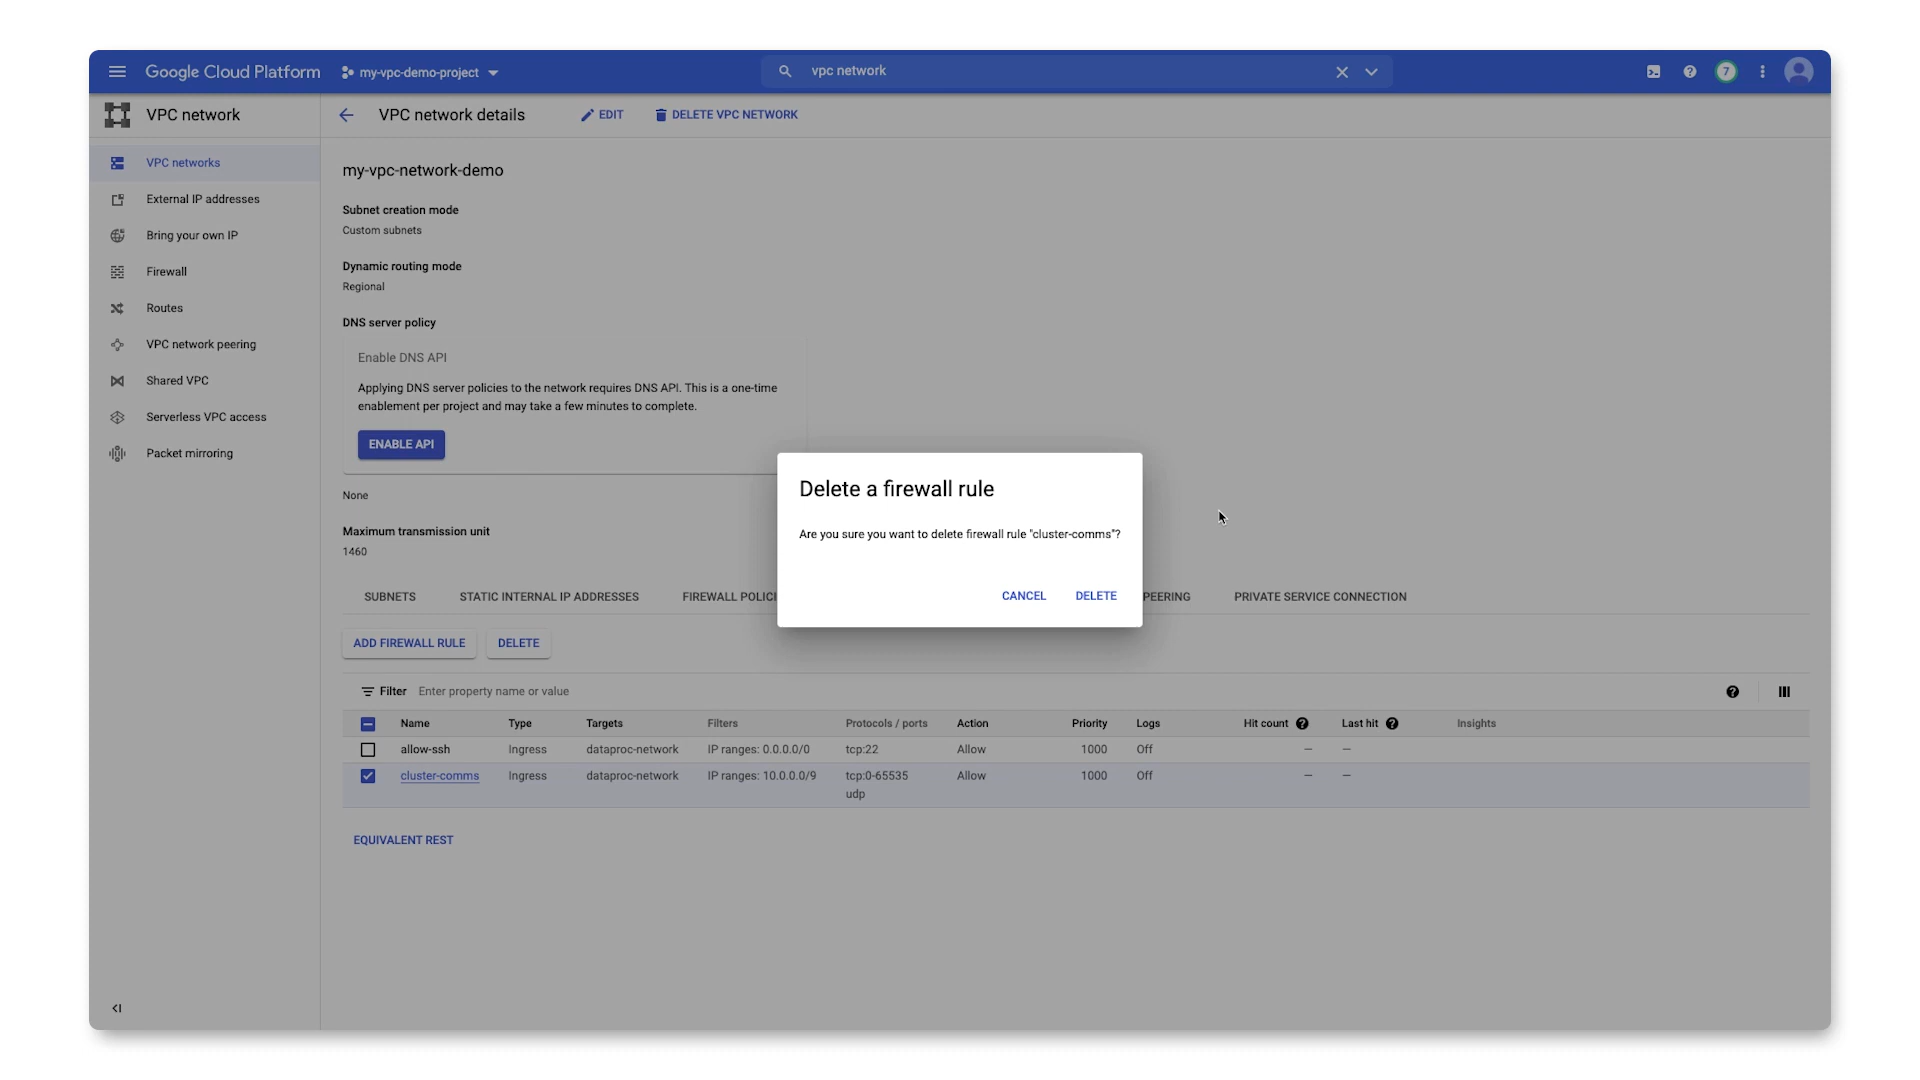 Google Cloud Platform
my-vpc-demo-project
vpc network
7
VPC network
VPC network details
EDIT
DELETE VPC NETWORK
VPC networks
External IP addresses
Bring your own IP
Firewall
Routes
VPC network peering
Shared VPC
Serverless VPC access
Packet mirroring
my-vpc-network-demo
Subnet creation mode
Custom subnets
Dynamic routing mode
Regional
DNS server policy
Enable DNS API
Applying DNS server policies to the network requires DNS API. This is a one-time
enablement per project and may take a few minutes to complete.
ENABLE API
None
Maximum transmission unit
1460
Delete a firewall rule
Are you sure you want to delete firewall rule "cluster-comms"?
CANCEL DELETE
SUBNETS STATIC INTERNAL IP ADDRESSES FIREWALL POLICI PEERING PRIVATE SERVICE CONNECTION
ADD FIREWALL RULE DELETE
Filter Enter property name or value
Name Type Targets Filters Protocols / ports Action Priority Logs Hit count Last hit Insights
allow-ssh Ingress dataproc-network IP ranges: 0.0.0.0/0 tcp:22 Allow 1000 Off — —
cluster-comms Ingress dataproc-network IP ranges: 10.0.0.0/9 tcp:0-65535 Allow 1000 Off — —
udp
EQUIVALENT REST